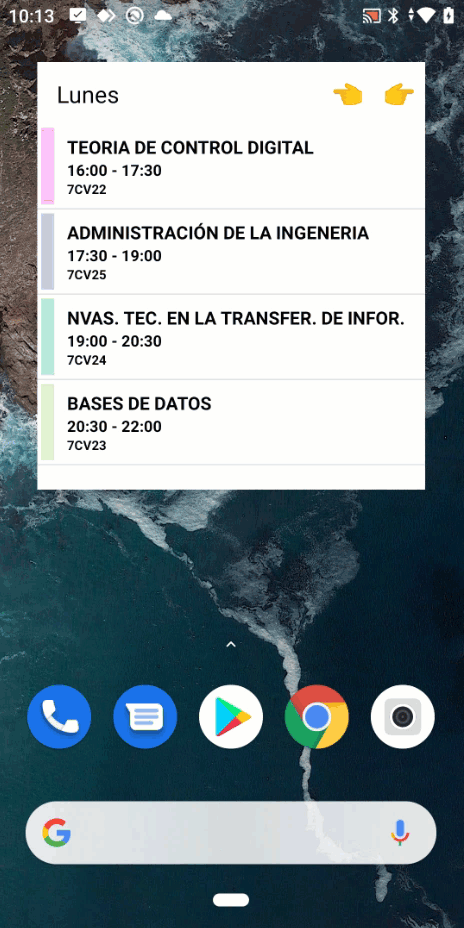 10:13
Lunes
TEORIA DE CONTROL DIGITAL
16:00 - 17:30
7CV22
ADMINISTRACIÓN DE LA INGENERIA
17:30 - 19:00
7CV25
NVAS. TEC. EN LA TRANSFER. DE INFOR.
19:00 - 20:30
7CV24
BASES DE DATOS
20:30 - 22:00
7CV23